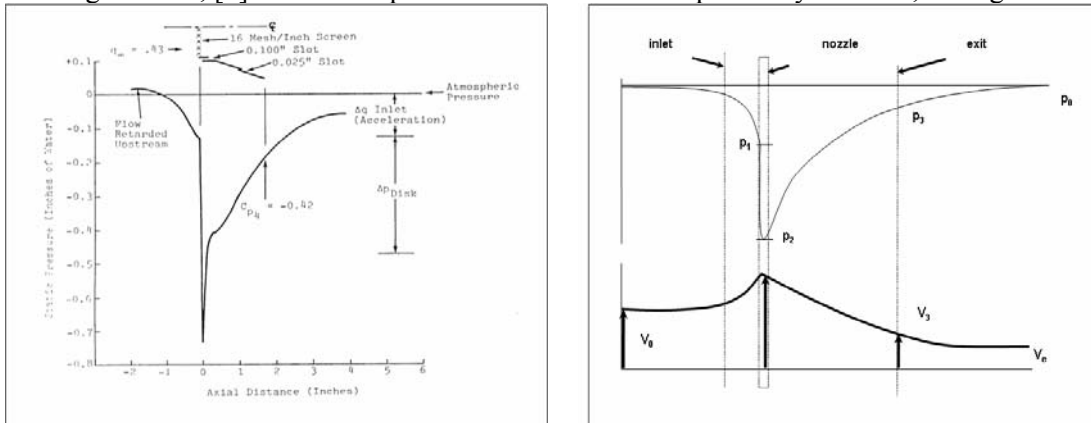 ¢
16 Mesh/Inch Screen
q∞ = .43
0.100" Slot
0.025" Slot
+0.1
0
-0.1
-0.2
-0.3
-0.4
-0.5
-0.6
-0.7
-0.8
Static Pressure (Inches of Water)
Atmospheric
Pressure
Flow
Retarded
Upstream
Δq Inlet
(Acceleration)
ΔpDisk
Cp4 = -0.42
-2 -1 0 1 2 3 4 5 6
Axial Distance (Inches)
inlet nozzle exit
p0
p3
p1
p2
V0
V3
Ve